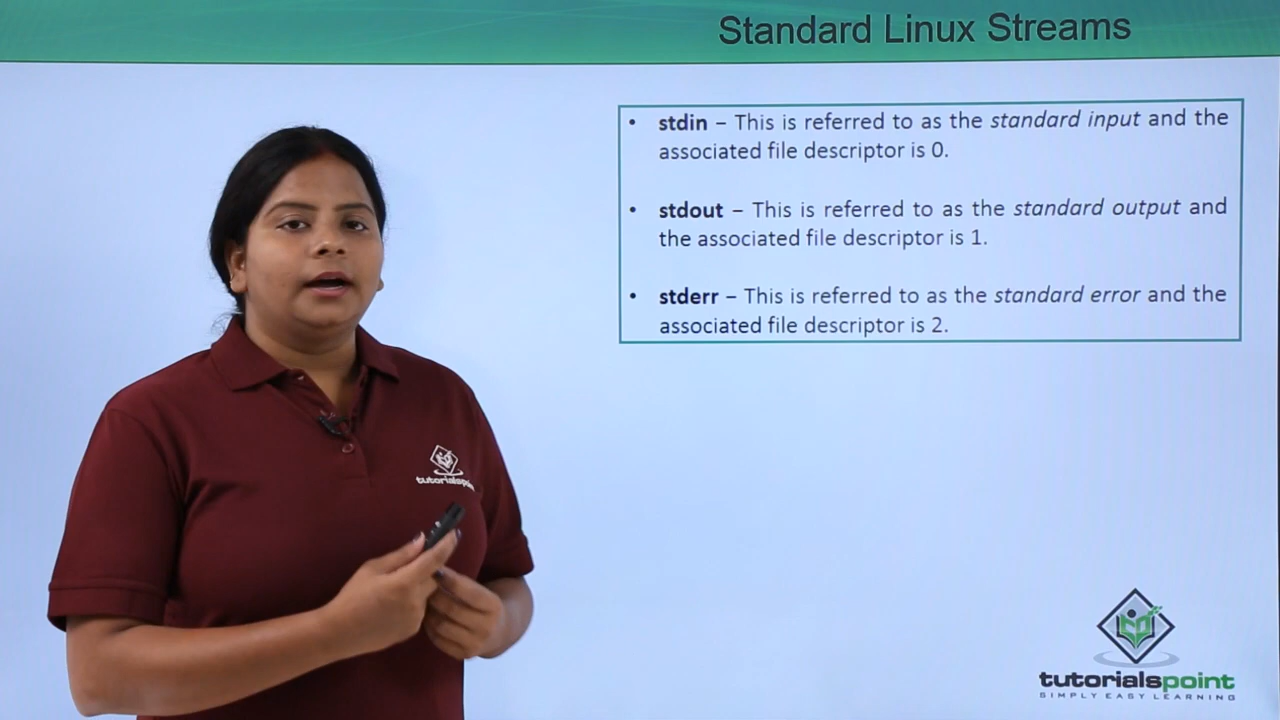 Standard Linux Streams
• stdin – This is referred to as the standard input and the
associated file descriptor is 0.
• stdout – This is referred to as the standard output and
the associated file descriptor is 1.
• stderr – This is referred to as the standard error and the
associated file descriptor is 2.
tutorialspoint
tutorialspoint
SIMPLY EASY LEARNING